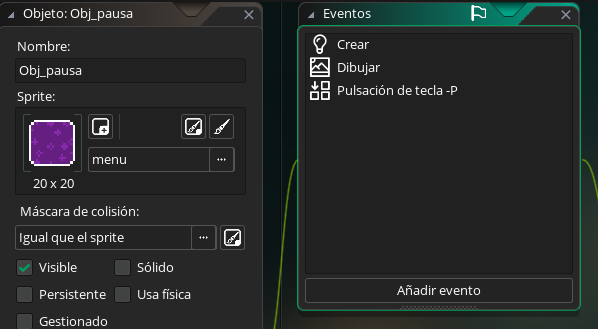 Objeto: Obj_pausa
Nombre:
Obj_pausa
Sprite:
menu
...
20 x 20
Máscara de colisión:
Igual que el sprite
...
Visible
Sólido
Persistente
Usa física
Gestionado
Eventos
Crear
Dibujar
Pulsación de tecla -P
Añadir evento